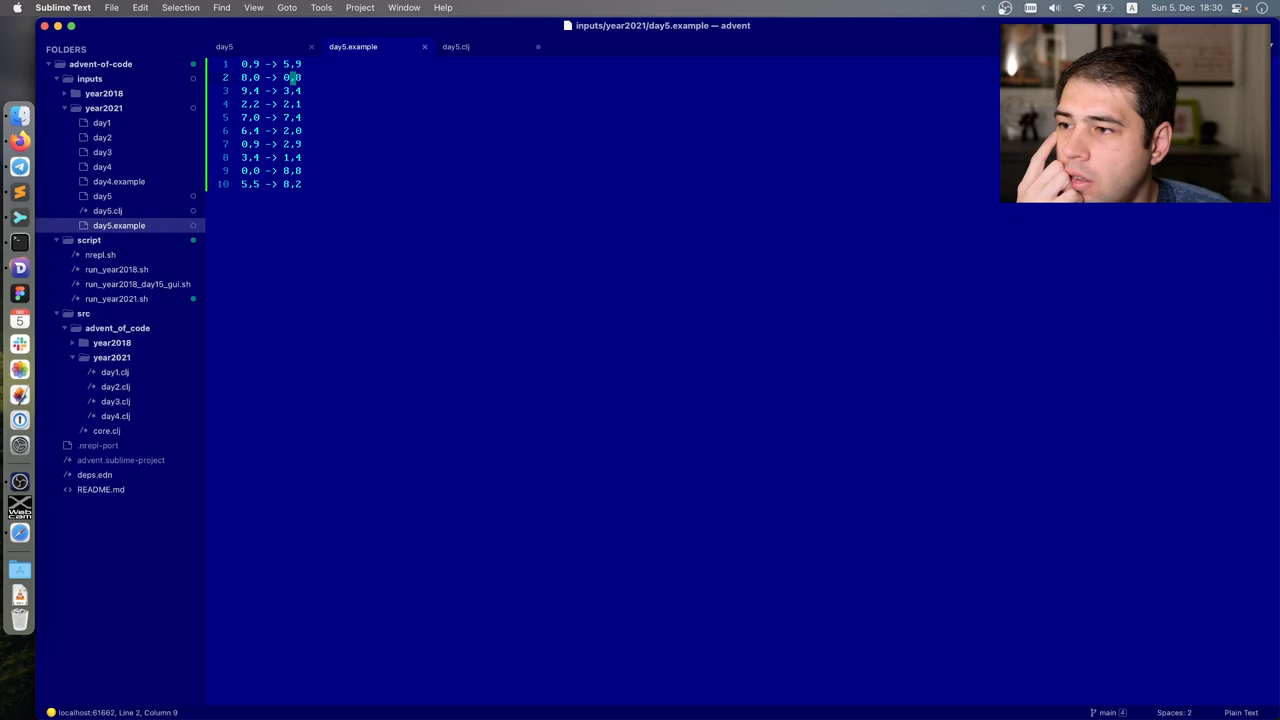 Sublime Text File Edit Selection Find View Goto Tools Project Window Help
A Sun 5. Dec 18:30
inputs/year2021/day5.example — advent
FOLDERS
day5
day5.example
day5.clj
advent-of-code
inputs
year2018
year2021
day1
day2
day3
day4
day4.example
day5
/* day5.clj
day5.example
script
/* nrepl.sh
/* run_year2018.sh
/* run_year2018_day15_gui.sh
/* run_year2021.sh
src
advent_of_code
year2018
year2021
/* day1.clj
/* day2.clj
/* day3.clj
/* day4.clj
/* core.clj
.nrepl-port
/* advent.sublime-project
/* deps.edn
<> README.md
1 0,9 -> 5,9
2 8,0 -> 0,8
3 9,4 -> 3,4
4 2,2 -> 2,1
5 7,0 -> 7,4
6 6,4 -> 2,0
7 0,9 -> 2,9
8 3,4 -> 1,4
9 0,0 -> 8,8
10 5,5 -> 8,2
DEC
5
Web
cam
localhost:61662, Line 2, Column 9
main 4
Spaces: 2
Plain Text